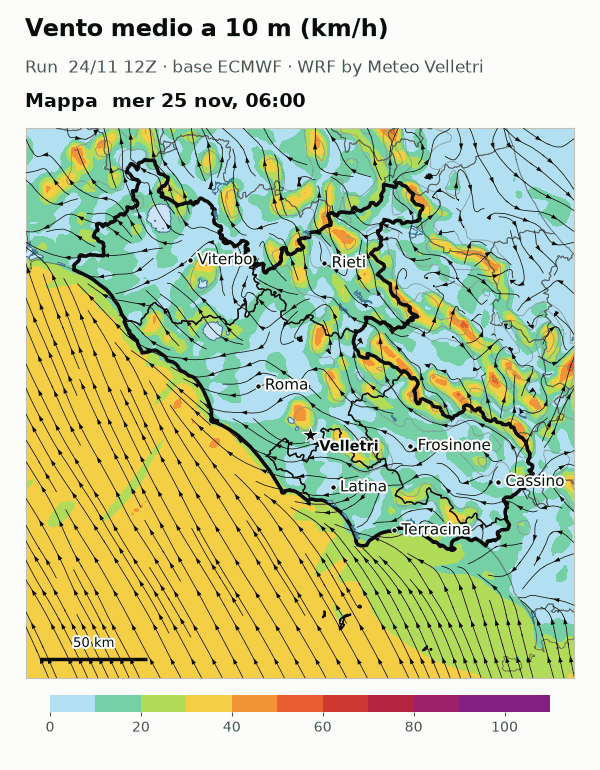 Vento medio a 10 m (km/h)
Run  24/11 12Z · base ECMWF · WRF by Meteo Velletri
Mappa  mer 25 nov, 06:00
Viterbo
Rieti
Roma
Velletri
Frosinone
Cassino
Latina
Terracina
50 km
0 20 40 60 80 100